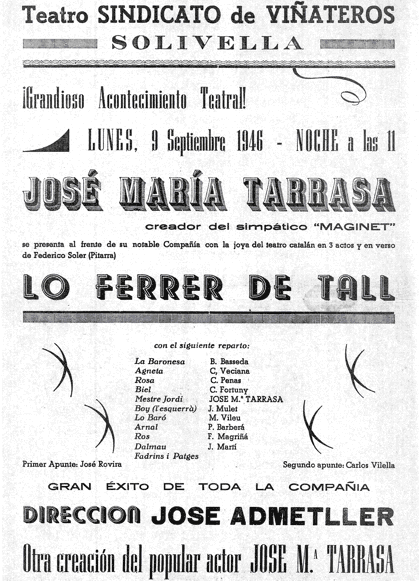 Teatro SINDICATO de VIÑATEROS
SOLIVELLA
¡Grandioso Acontecimiento Teatral!
LUNES, 9 Septiembre 1946 - NOCHE a las 11
JOSÉ MARÍA TARRASA
creador del simpático "MAGINET"
se presenta al frente de su notable Compañía con la joya del teatro catalán en 3 actos y en verso
de Federico Soler (Pitarra)
LO FERRER DE TALL
con el siguiente reparto:
La Baronesa B. Basseda
Agneta C, Veciana
Rosa C. Penas
Biel C. Fortuny
Mestre Jordi JOSE M.ª TARRASA
Boy (l'esquerrà) J. Mulet
Lo Baró M. Vileu
Arnal P. Barberá
Ros F. Magriñá
Dalmau J. Martí
Fadrins i Patges
Primer Apunte: José Rovira
Segundo apunte: Carlos Vilella
GRAN ÉXITO DE TODA LA COMPAÑIA
DIRECCION JOSE ADMETLLER
Otra creación del popular actor JOSE M.ª TARRASA